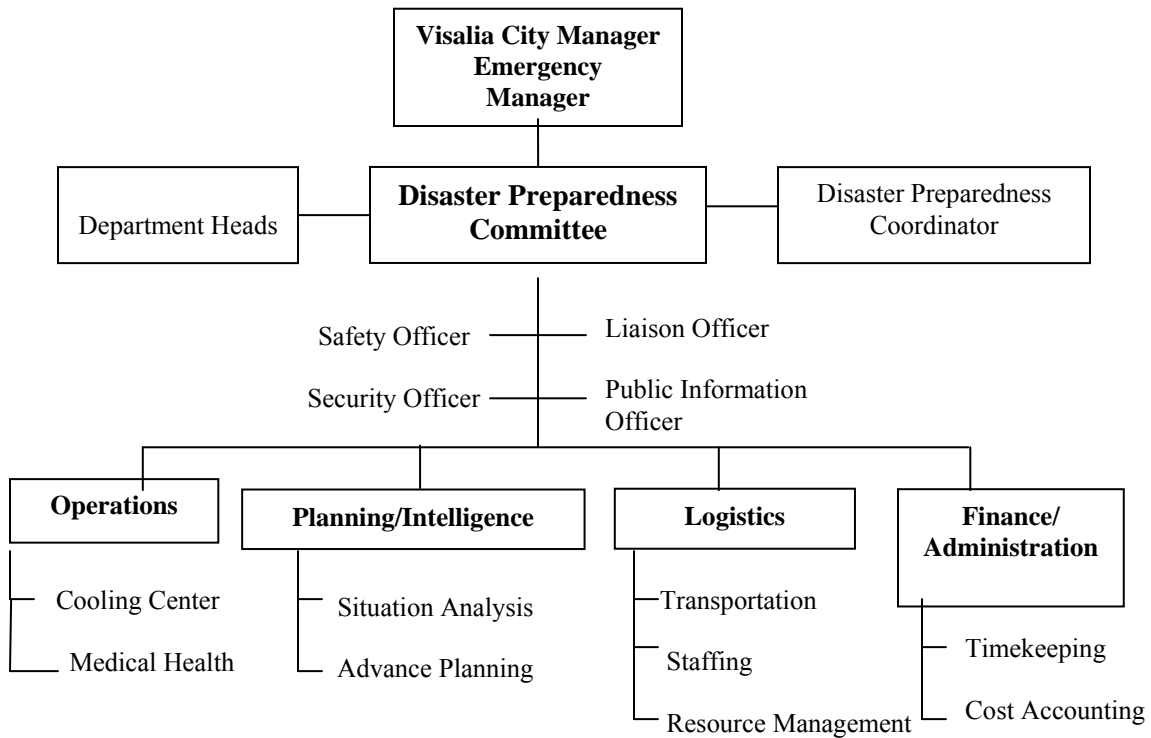 Visalia City Manager
Emergency
Manager
Department Heads
Disaster Preparedness
Committee
Disaster Preparedness
Coordinator
Safety Officer
Liaison Officer
Security Officer
Public Information
Officer
Operations
Cooling Center
Medical Health
Planning/Intelligence
Situation Analysis
Advance Planning
Logistics
Transportation
Staffing
Resource Management
Finance/
Administration
Timekeeping
Cost Accounting